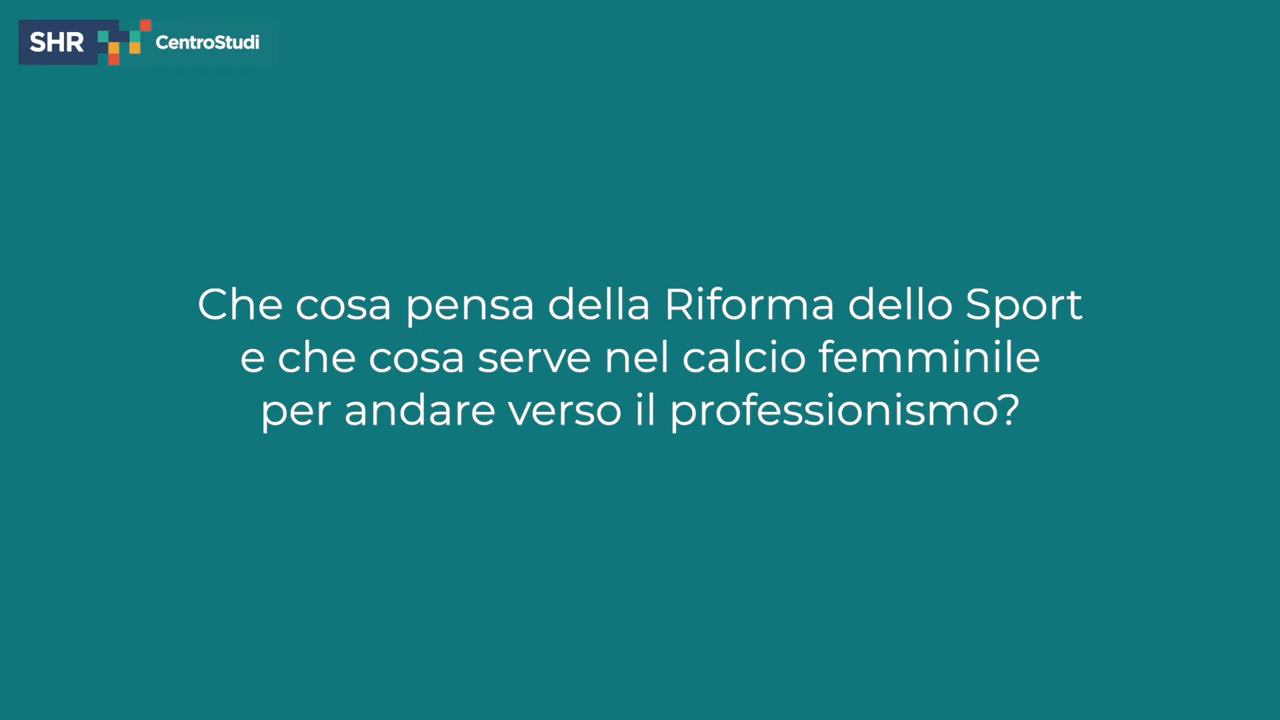 SHR CentroStudi
Che cosa pensa della Riforma dello Sport
e che cosa serve nel calcio femminile
per andare verso il professionismo?